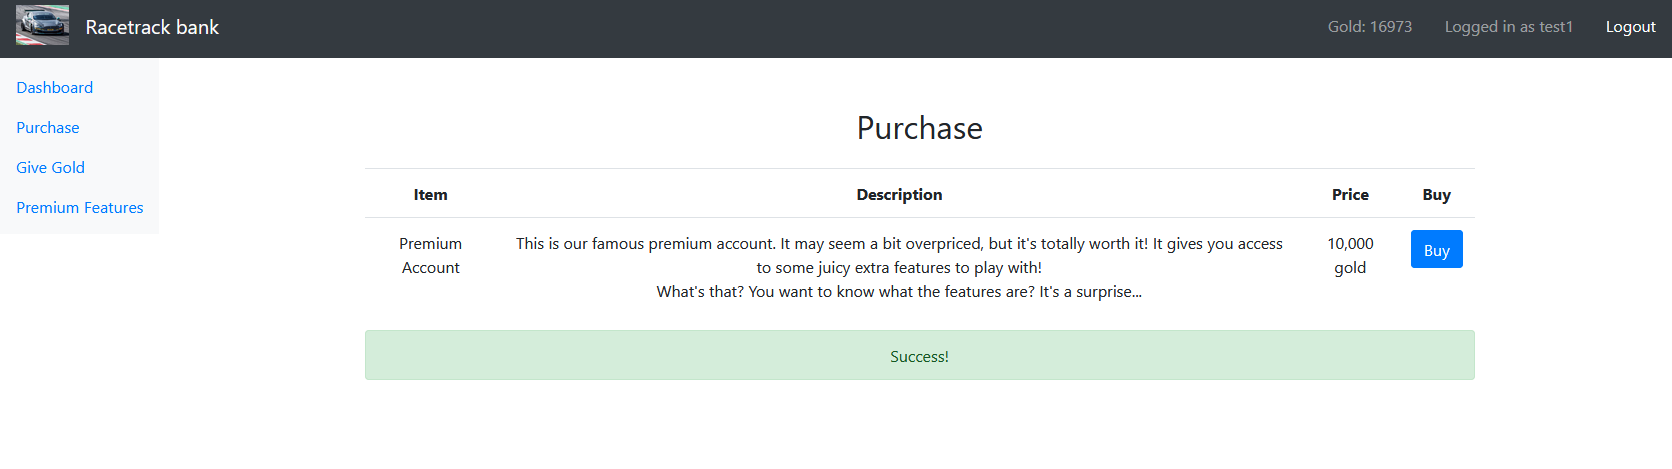 Racetrack bank
Gold: 16973
Logged in as test1
Logout
Dashboard
Purchase
Give Gold
Premium Features
Purchase
Item Description Price Buy
Premium Account
This is our famous premium account. It may seem a bit overpriced, but it's totally worth it! It gives you access
to some juicy extra features to play with!
What's that? You want to know what the features are? It's a surprise...
10,000 gold
Buy
Success!